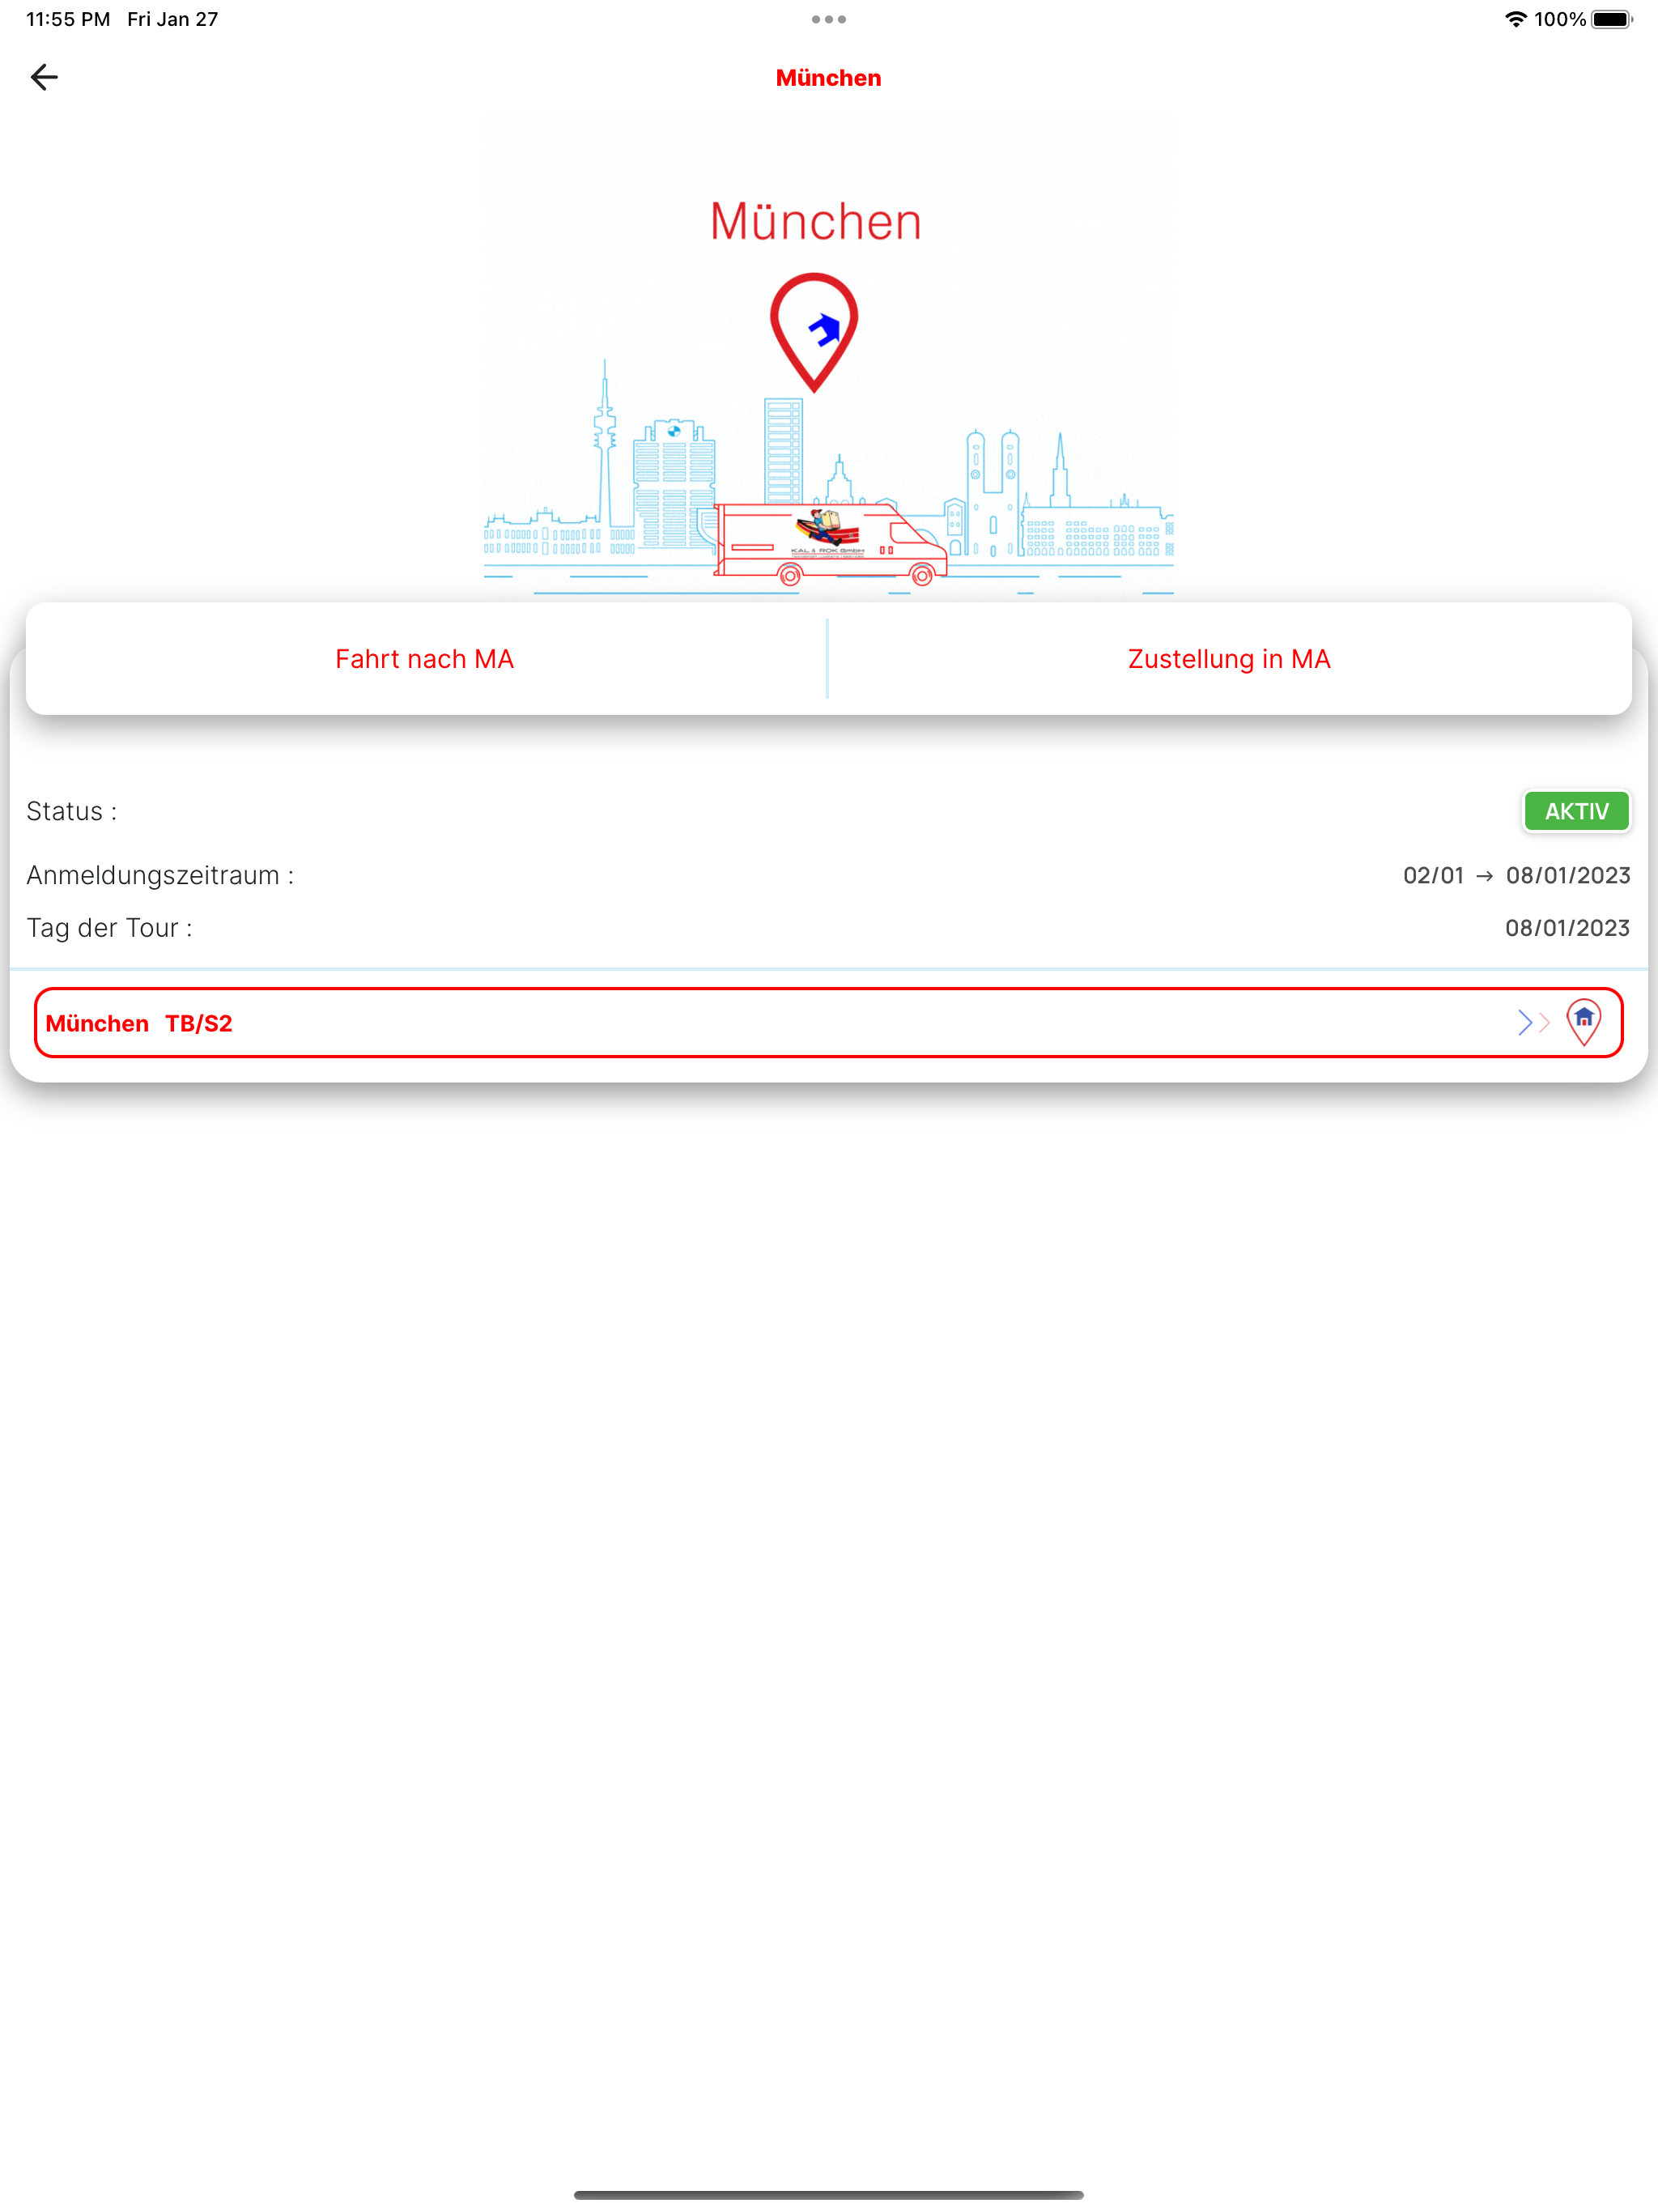 11:55 PM Fri Jan 27
100%
München
München
KAL & ROK GmbH
Fahrt nach MA
Zustellung in MA
Status :
AKTIV
Anmeldungszeitraum :
02/01 → 08/01/2023
Tag der Tour :
08/01/2023
München TB/S2